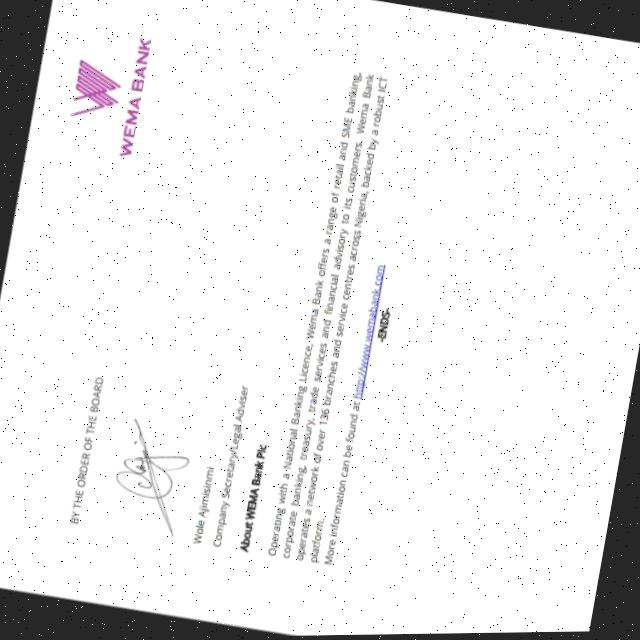 WEMA BANK
BY THE ORDER OF THE BOARD.
Wole Ajimisinmi
Company Secretary/Legal Adviser
About WEMA Bank Plc
Operating with a National Banking Licence, Wema Bank offers a range of retail and SME banking,
corporate banking, treasury, trade services and financial advisory to its customers. Wema Bank
operates a network of over 136 branches and service centres across Nigeria, backed by a robust ICT
platform.
More information can be found at http://www.wemabank.com
-ENDS-